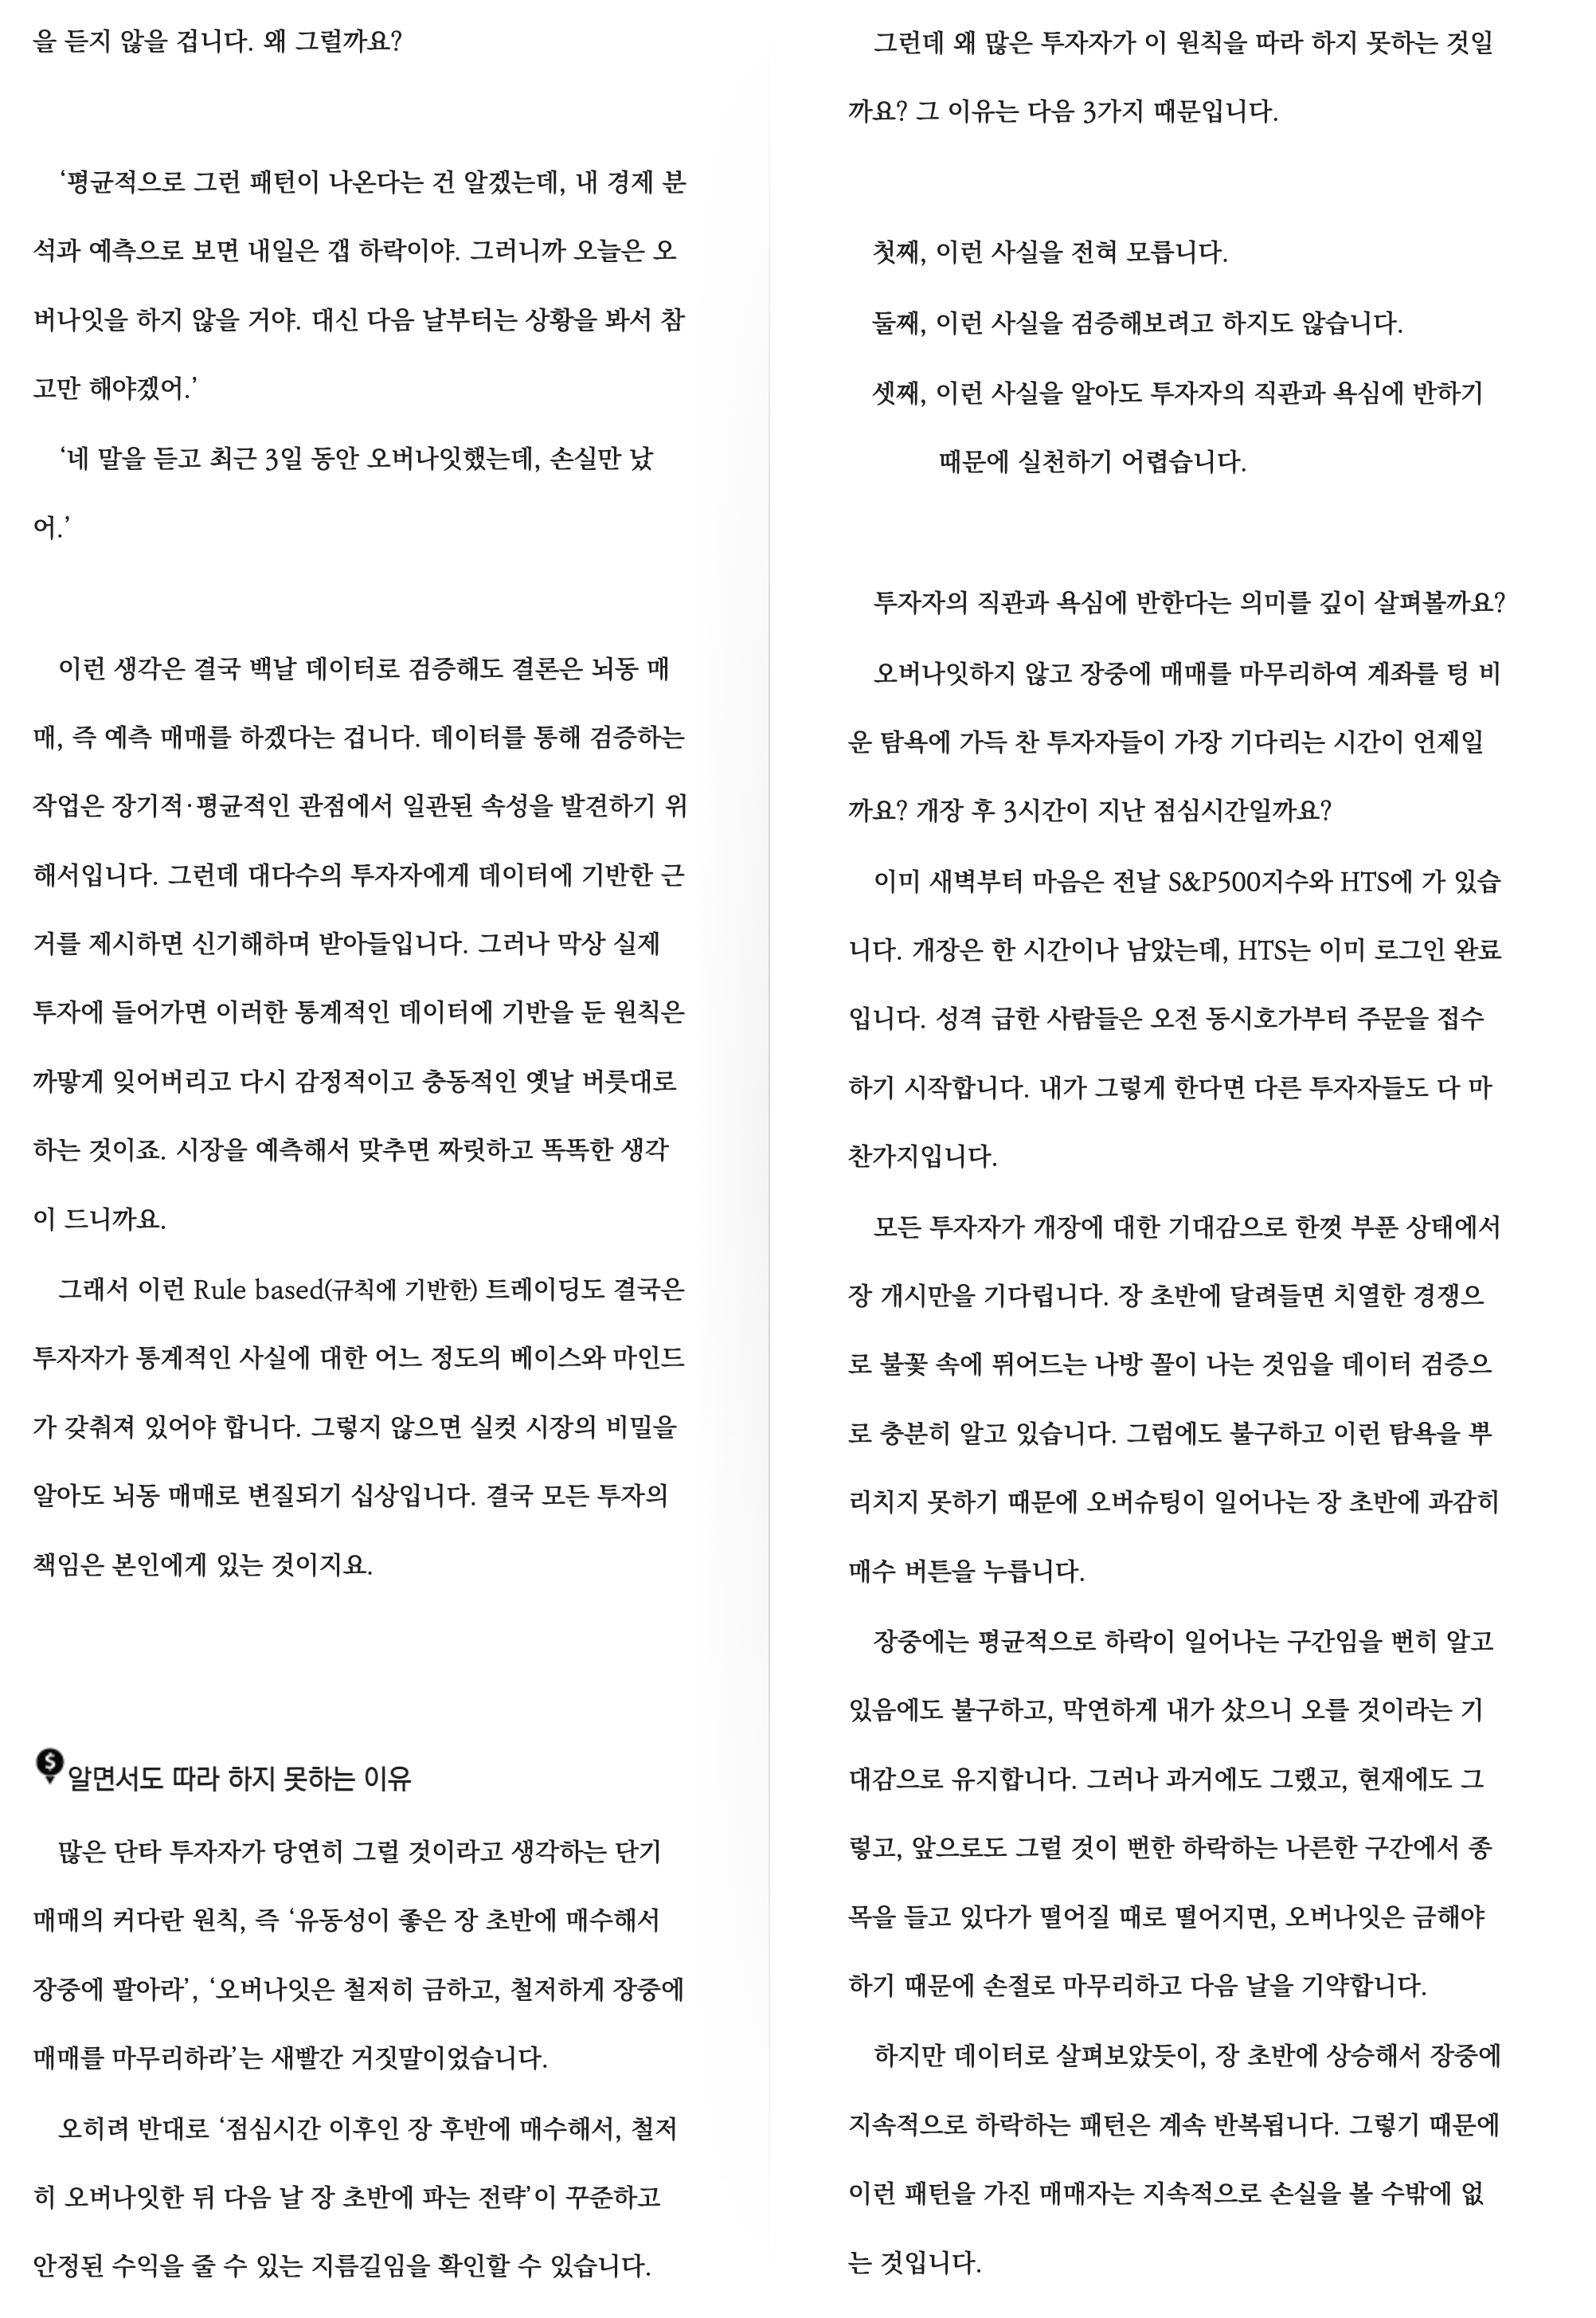 을 듣지 않을 겁니다. 왜 그럴까요?
‘평균적으로 그런 패턴이 나온다는 건 알겠는데, 내 경제 분
석과 예측으로 보면 내일은 갭 하락이야. 그러니까 오늘은 오
버나잇을 하지 않을 거야. 대신 다음 날부터는 상황을 봐서 참
고만 해야겠어.’
‘네 말을 듣고 최근 3일 동안 오버나잇했는데, 손실만 났
어.’
이런 생각은 결국 백날 데이터로 검증해도 결론은 뇌동 매
매, 즉 예측 매매를 하겠다는 겁니다. 데이터를 통해 검증하는
작업은 장기적·평균적인 관점에서 일관된 속성을 발견하기 위
해서입니다. 그런데 대다수의 투자자에게 데이터에 기반한 근
거를 제시하면 신기해하며 받아들입니다. 그러나 막상 실제
투자에 들어가면 이러한 통계적인 데이터에 기반을 둔 원칙은
까맣게 잊어버리고 다시 감정적이고 충동적인 옛날 버릇대로
하는 것이죠. 시장을 예측해서 맞추면 짜릿하고 똑똑한 생각
이 드니까요.
그래서 이런 Rule based(규칙에 기반한) 트레이딩도 결국은
투자자가 통계적인 사실에 대한 어느 정도의 베이스와 마인드
가 갖춰져 있어야 합니다. 그렇지 않으면 실컷 시장의 비밀을
알아도 뇌동 매매로 변질되기 십상입니다. 결국 모든 투자의
책임은 본인에게 있는 것이지요.
알면서도 따라 하지 못하는 이유
많은 단타 투자자가 당연히 그럴 것이라고 생각하는 단기
매매의 커다란 원칙, 즉 ‘유동성이 좋은 장 초반에 매수해서
장중에 팔아라’, ‘오버나잇은 철저히 금하고, 철저하게 장중에
매매를 마무리하라’는 새빨간 거짓말이었습니다.
오히려 반대로 ‘점심시간 이후인 장 후반에 매수해서, 철저
히 오버나잇한 뒤 다음 날 장 초반에 파는 전략’이 꾸준하고
안정된 수익을 줄 수 있는 지름길임을 확인할 수 있습니다.
그런데 왜 많은 투자자가 이 원칙을 따라 하지 못하는 것일
까요? 그 이유는 다음 3가지 때문입니다.
첫째, 이런 사실을 전혀 모릅니다.
둘째, 이런 사실을 검증해보려고 하지도 않습니다.
셋째, 이런 사실을 알아도 투자자의 직관과 욕심에 반하기
때문에 실천하기 어렵습니다.
투자자의 직관과 욕심에 반한다는 의미를 깊이 살펴볼까요?
오버나잇하지 않고 장중에 매매를 마무리하여 계좌를 텅 비
운 탐욕에 가득 찬 투자자들이 가장 기다리는 시간이 언제일
까요? 개장 후 3시간이 지난 점심시간일까요?
이미 새벽부터 마음은 전날 S&P500지수와 HTS에 가 있습
니다. 개장은 한 시간이나 남았는데, HTS는 이미 로그인 완료
입니다. 성격 급한 사람들은 오전 동시호가부터 주문을 접수
하기 시작합니다. 내가 그렇게 한다면 다른 투자자들도 다 마
찬가지입니다.
모든 투자자가 개장에 대한 기대감으로 한껏 부푼 상태에서
장 개시만을 기다립니다. 장 초반에 달려들면 치열한 경쟁으
로 불꽃 속에 뛰어드는 나방 꼴이 나는 것임을 데이터 검증으
로 충분히 알고 있습니다. 그럼에도 불구하고 이런 탐욕을 뿌
리치지 못하기 때문에 오버슈팅이 일어나는 장 초반에 과감히
매수 버튼을 누릅니다.
장중에는 평균적으로 하락이 일어나는 구간임을 뻔히 알고
있음에도 불구하고, 막연하게 내가 샀으니 오를 것이라는 기
대감으로 유지합니다. 그러나 과거에도 그랬고, 현재에도 그
렇고, 앞으로도 그럴 것이 뻔한 하락하는 나른한 구간에서 종
목을 들고 있다가 떨어질 때로 떨어지면, 오버나잇은 금해야
하기 때문에 손절로 마무리하고 다음 날을 기약합니다.
하지만 데이터로 살펴보았듯이, 장 초반에 상승해서 장중에
지속적으로 하락하는 패턴은 계속 반복됩니다. 그렇기 때문에
이런 패턴을 가진 매매자는 지속적으로 손실을 볼 수밖에 없
는 것입니다.